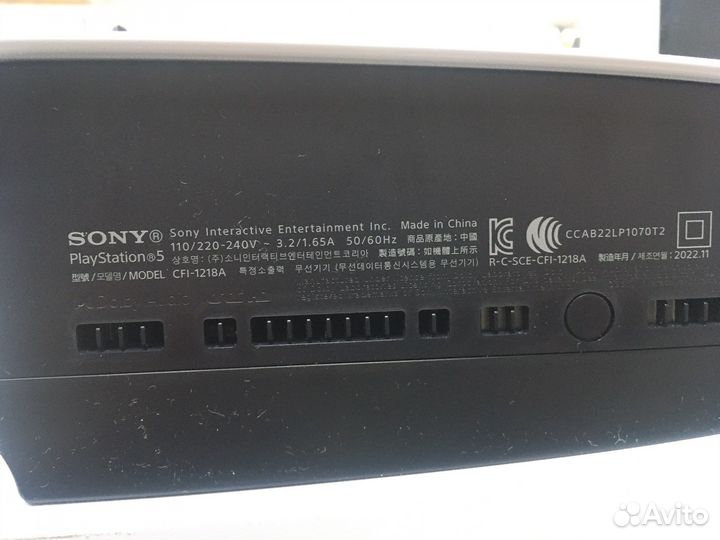 SONY® Sony Interactive Entertainment Inc. Made in China
PlayStation®5 110/220-240V ~ 3.2/1.65A 50/60Hz 商品原產地：中國
상호명 : (주)소니인터랙티브엔터테인먼트코리아 製造號碼：如機體上所示
型號/모델명/MODEL CFI-1218A 특정소출력 무선기기 (무선데이터통신시스템용 무선기기)
CCAB22LP1070T2
R-C-SCE-CFI-1218A 製造年月 / 제조연월 : 2022.11
Dolby Audio
Avito